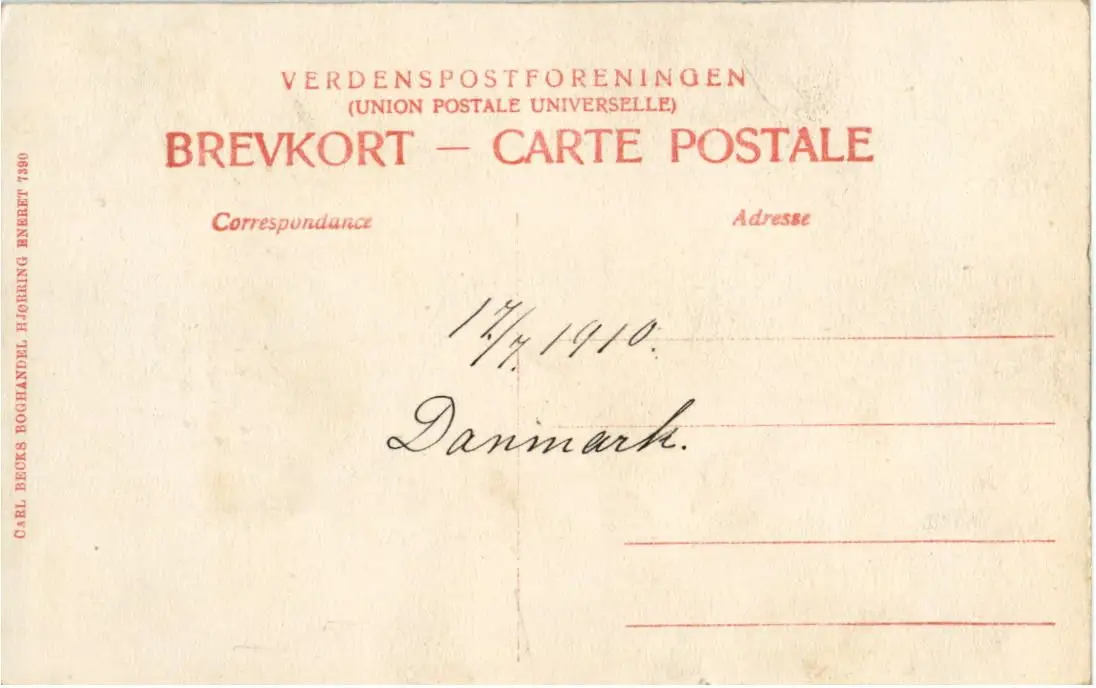 VERDENSPOSTFORENINGEN
(UNION POSTALE UNIVERSELLE)
BREVKORT — CARTE POSTALE
Correspondance
Adresse
CARL BECKS BOGHANDEL HJØRRING ENERET 7390
17/7. 1910.
Danmark.